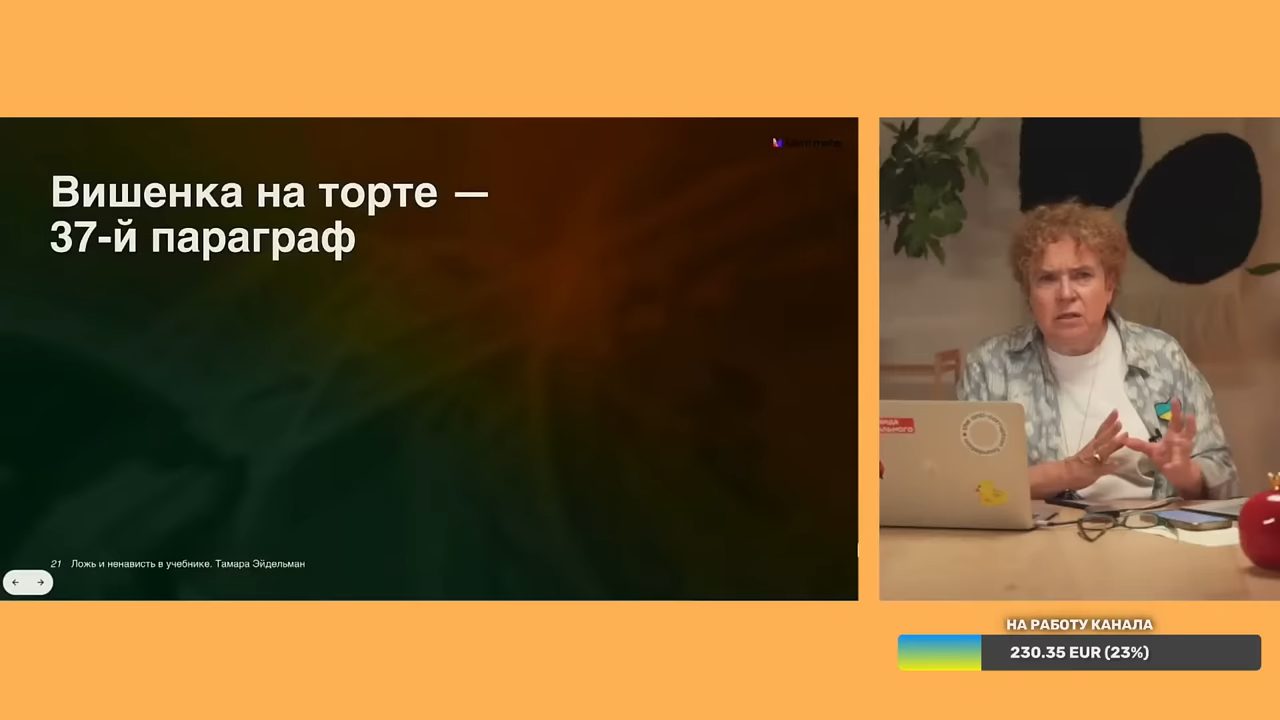 Вишенка на торте —
37-й параграф
21 Ложь и ненависть в учебнике. Тамара Эйдельман
НА РАБОТУ КАНАЛА
230.35 EUR (23%)